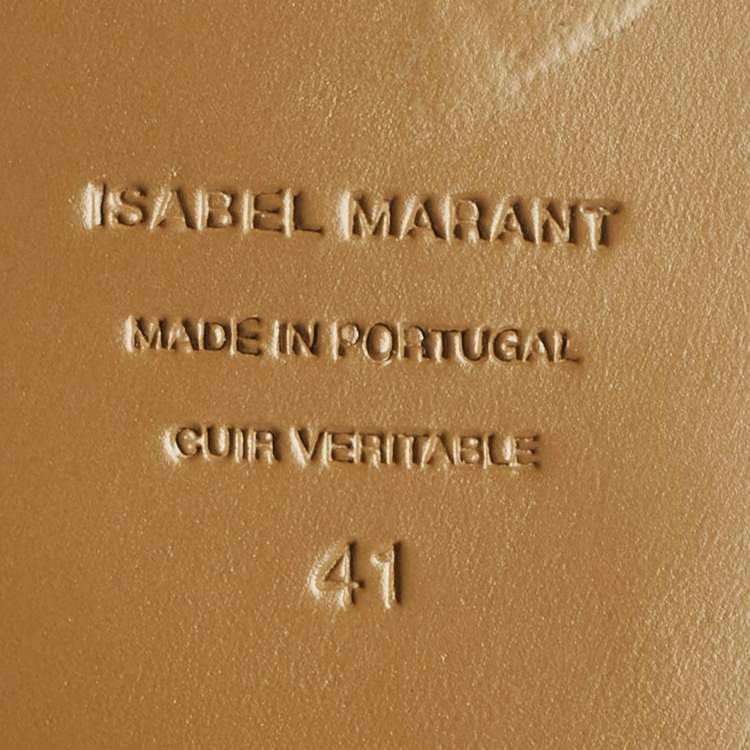 ISABEL MARANT
MADE IN PORTUGAL
CUIR VERITABLE
41